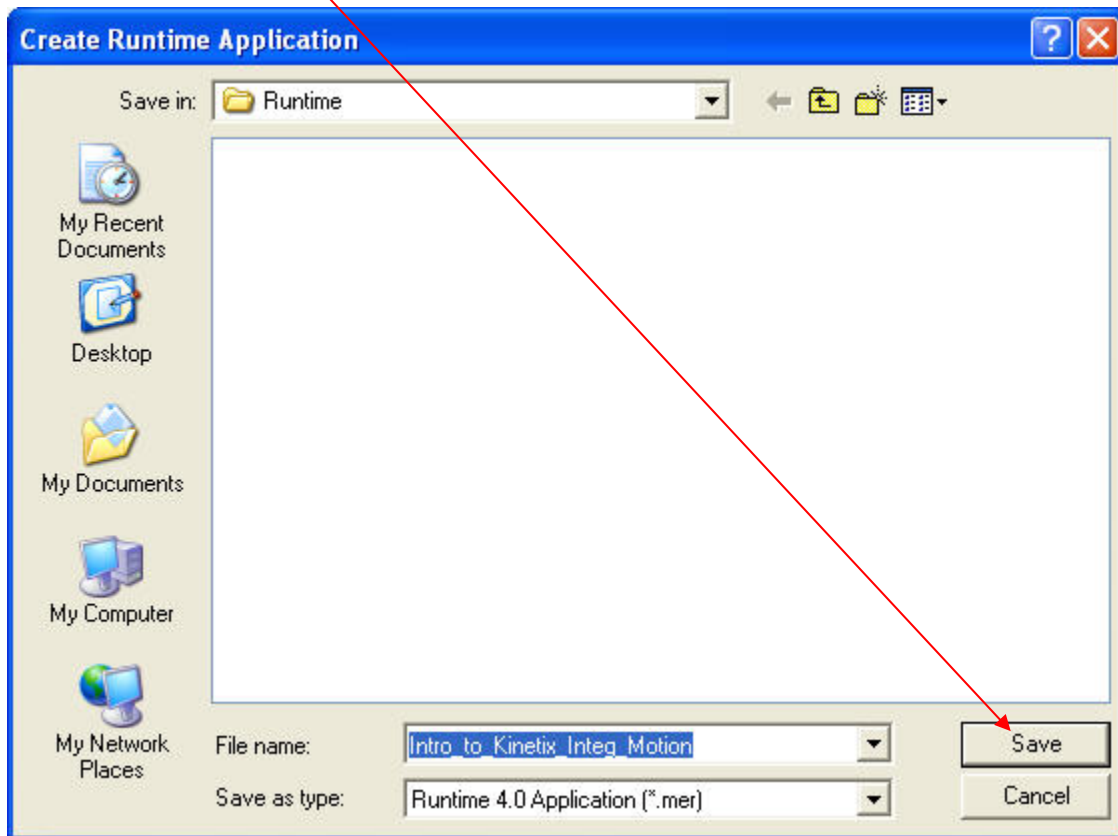 Create Runtime Application
Save in: Runtime
My Recent
Documents
Desktop
My Documents
My Computer
My Network
Places
File name: Intro_to_Kinetix_Integ_Motion Save
Save as type: Runtime 4.0 Application (*.mer) Cancel